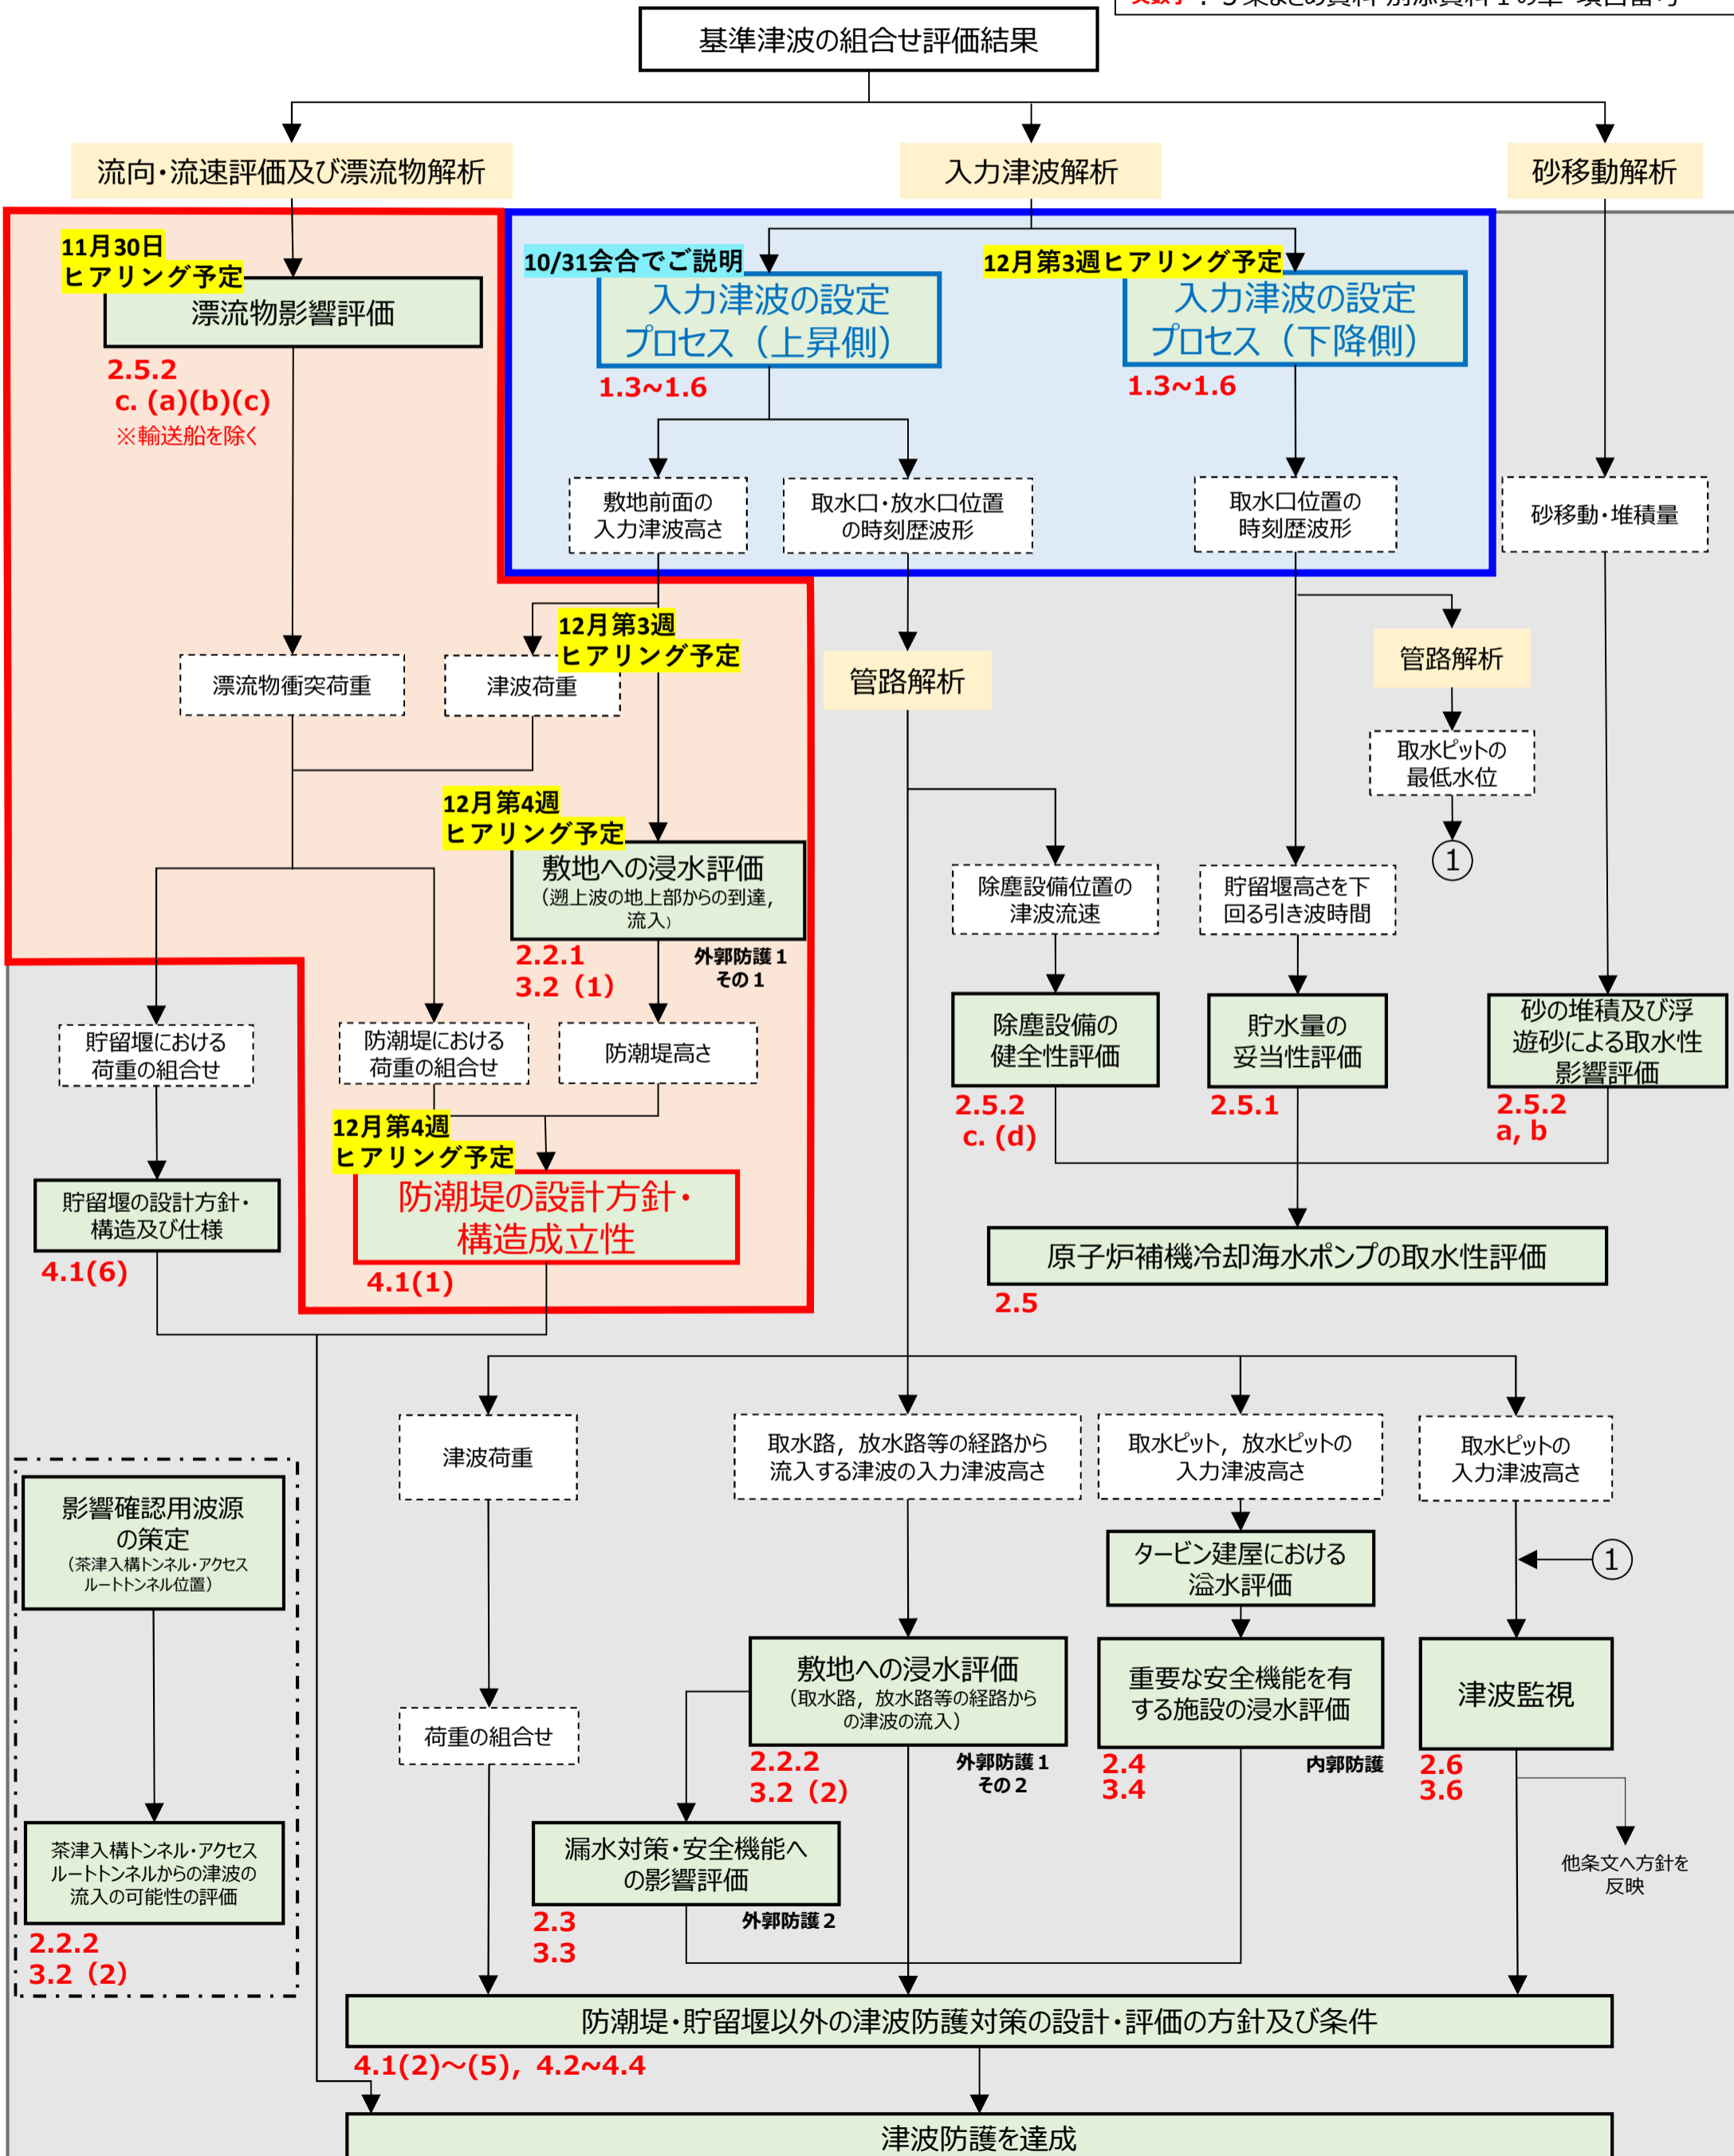 基準津波の組合せ評価結果
流向・流速評価及び漂流物解析
入力津波解析
砂移動解析
11月30日
ヒアリング予定
漂流物影響評価
2.5.2
c. (a)(b)(c)
※輸送船を除く
10/31会合でご説明
入力津波の設定
プロセス（上昇側）
1.3~1.6
12月第3週ヒアリング予定
入力津波の設定
プロセス（下降側）
1.3~1.6
敷地前面の
入力津波高さ
取水口・放水口位置
の時刻歴波形
取水口位置の
時刻歴波形
砂移動・堆積量
12月第3週
ヒアリング予定
漂流物衝突荷重
津波荷重
管路解析
管路解析
取水ピットの
最低水位
①
12月第4週
ヒアリング予定
敷地への浸水評価
（遡上波の地上部からの到達，
流入）
2.2.1
3.2（1）
外郭防護１
その１
除塵設備位置の
津波流速
貯留堰高さを下
回る引き波時間
貯留堰における
荷重の組合せ
防潮堤における
荷重の組合せ
防潮堤高さ
除塵設備の
健全性評価
2.5.2
c. (d)
貯水量の
妥当性評価
2.5.1
砂の堆積及び浮
遊砂による取水性
影響評価
2.5.2
a, b
12月第4週
ヒアリング予定
貯留堰の設計方針・
構造及び仕様
4.1(6)
防潮堤の設計方針・
構造成立性
4.1(1)
原子炉補機冷却海水ポンプの取水性評価
2.5
津波荷重
取水路，放水路等の経路から
流入する津波の入力津波高さ
取水ピット，放水ピットの
入力津波高さ
取水ピットの
入力津波高さ
影響確認用波源
の策定
（茶津入構トンネル・アクセス
ルートトンネル位置）
タービン建屋における
溢水評価
①
敷地への浸水評価
（取水路，放水路等の経路から
の津波の流入）
2.2.2
3.2（2）
外郭防護１
その２
重要な安全機能を有
する施設の浸水評価
2.4
3.4
内郭防護
津波監視
2.6
3.6
荷重の組合せ
茶津入構トンネル・アクセス
ルートトンネルからの津波の
流入の可能性の評価
2.2.2
3.2（2）
漏水対策・安全機能へ
の影響評価
2.3
3.3
外郭防護２
他条文へ方針を
反映
防潮堤・貯留堰以外の津波防護対策の設計・評価の方針及び条件
4.1(2)～(5), 4.2~4.4
津波防護を達成